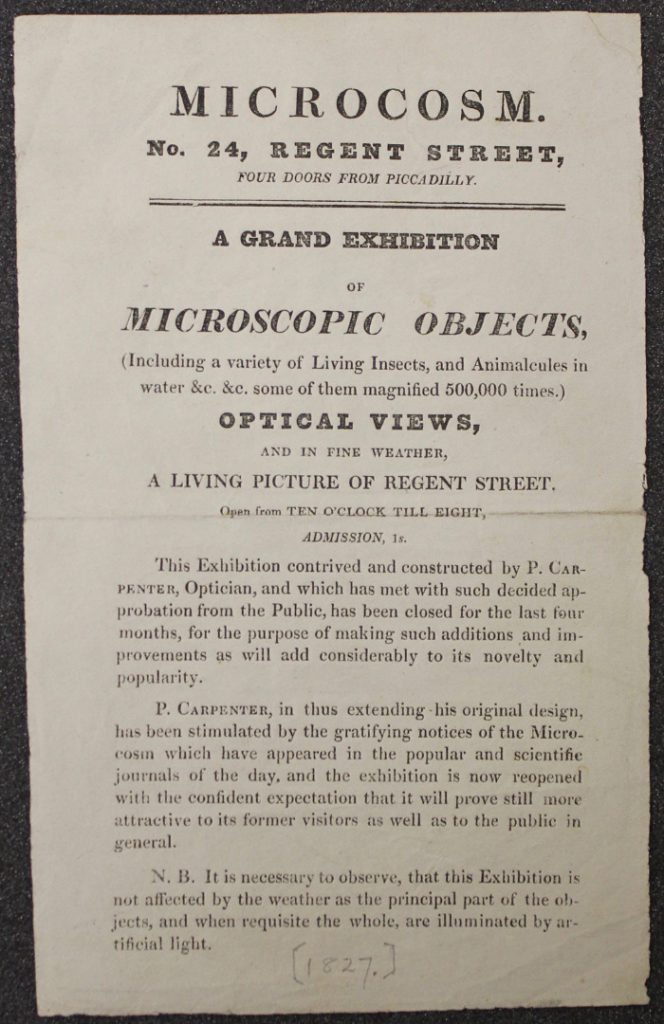 MICROCOSM.
No. 24, REGENT STREET,
FOUR DOORS FROM PICCADILLY.
A GRAND EXHIBITION
OF
MICROSCOPIC OBJECTS,
(Including a variety of Living Insects, and Animalcules in
water &c. &c. some of them magnified 500,000 times.)
OPTICAL VIEWS,
AND IN FINE WEATHER,
A LIVING PICTURE OF REGENT STREET.
Open from TEN O'CLOCK TILL EIGHT,
ADMISSION, 1s.
This Exhibition contrived and constructed by P. CAR-
PENTER, Optician, and which has met with such decided ap-
probation from the Public, has been closed for the last four
months, for the purpose of making such additions and im-
provements as will add considerably to its novelty and
popularity.
P. CARPENTER, in thus extending his original design,
has been stimulated by the gratifying notices of the Micro-
cosm which have appeared in the popular and scientific
journals of the day, and the exhibition is now reopened
with the confident expectation that it will prove still more
attractive to its former visitors as well as to the public in
general.
N. B. It is necessary to observe, that this Exhibition is
not affected by the weather as the principal part of the ob-
jects, and when requisite the whole, are illuminated by ar-
tificial light.
[1827.]